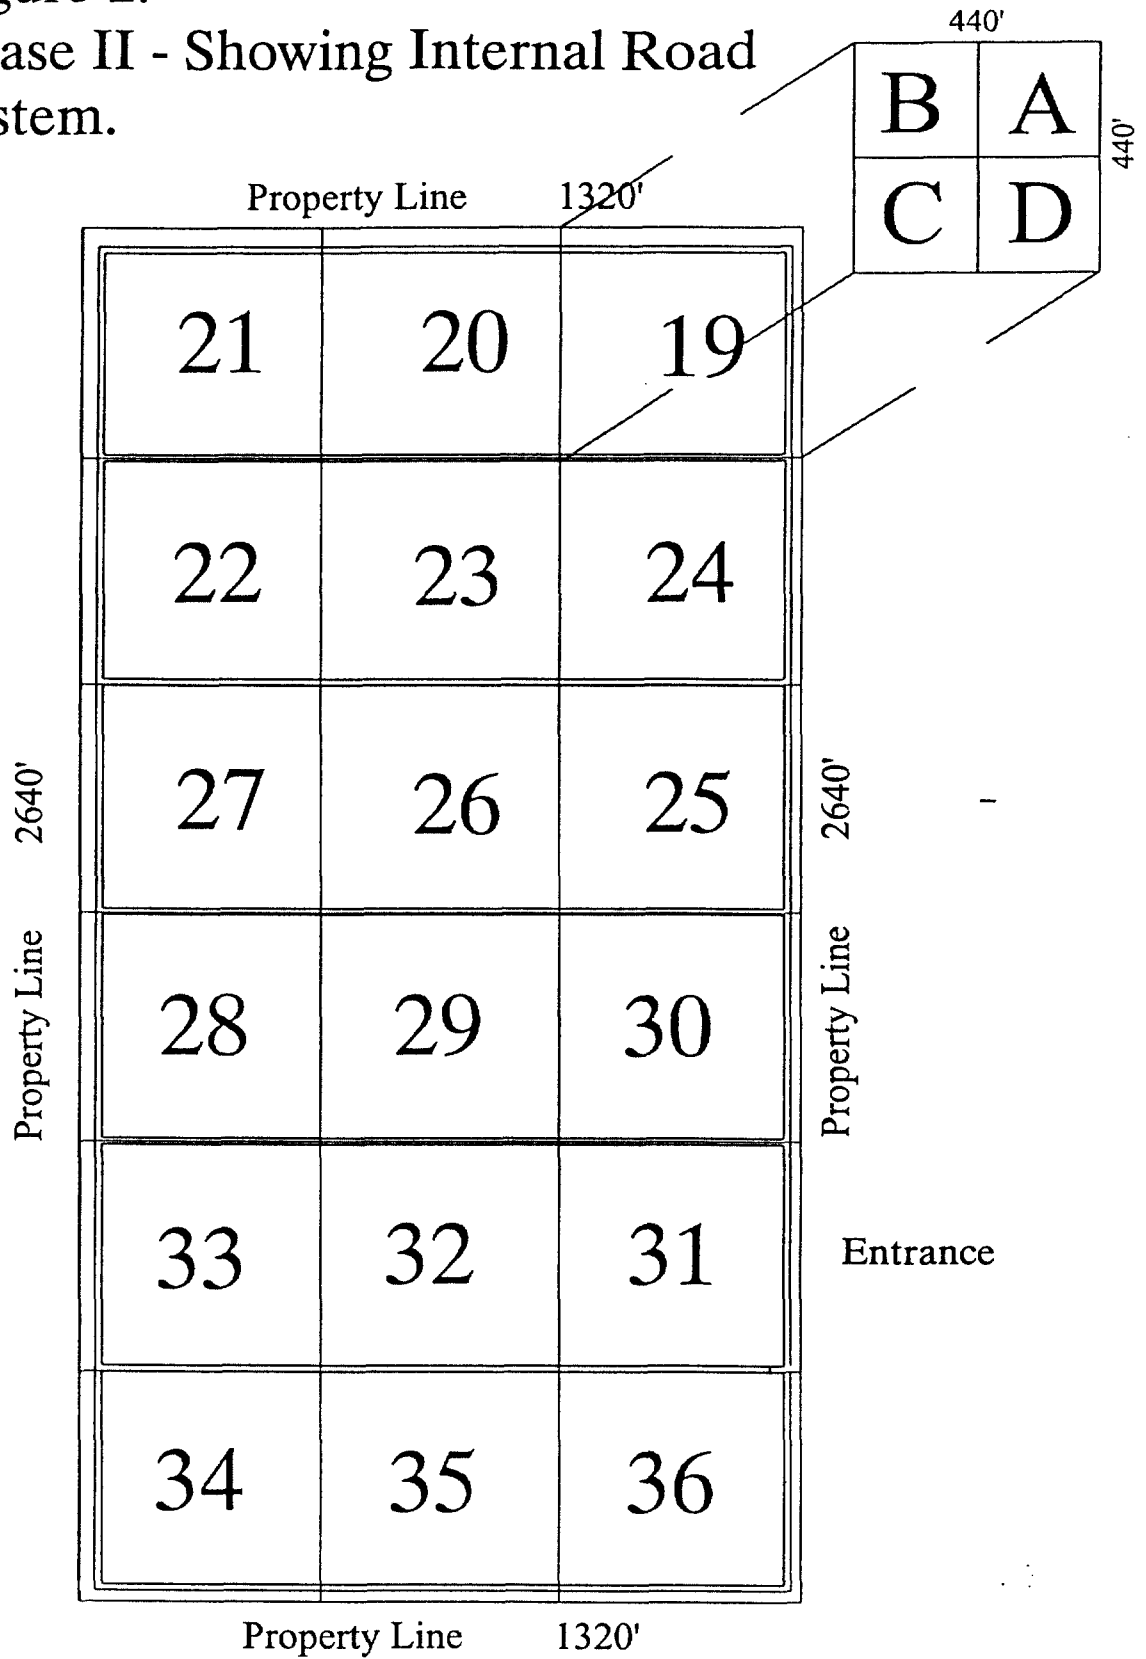 gure 2.
ase II - Showing Internal Road
stem.
440'
B A
440'
C D
Property Line 1320'
21 20 19
22 23 24
27 26 25
2640'
2640'
28 29 30
Property Line
Property Line
33 32 31
Entrance
34 35 36
Property Line 1320'